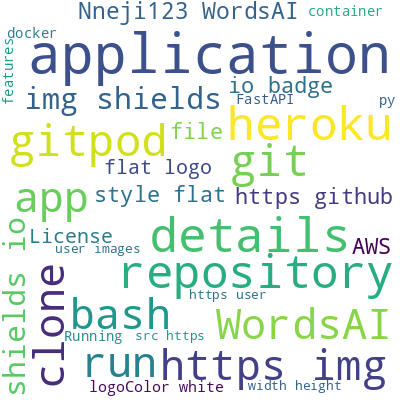 Nneji123 WordsAI
container
docker
application
features
img shields
io badge
FastAPI
py
gitpod
file
heroku
git
flat logo
app
style flat
https github
License
details
AWS
user images
shields io
clone
repository
https user
bash
WordsAI
Running
src https
run
https img
logoColor white
width height